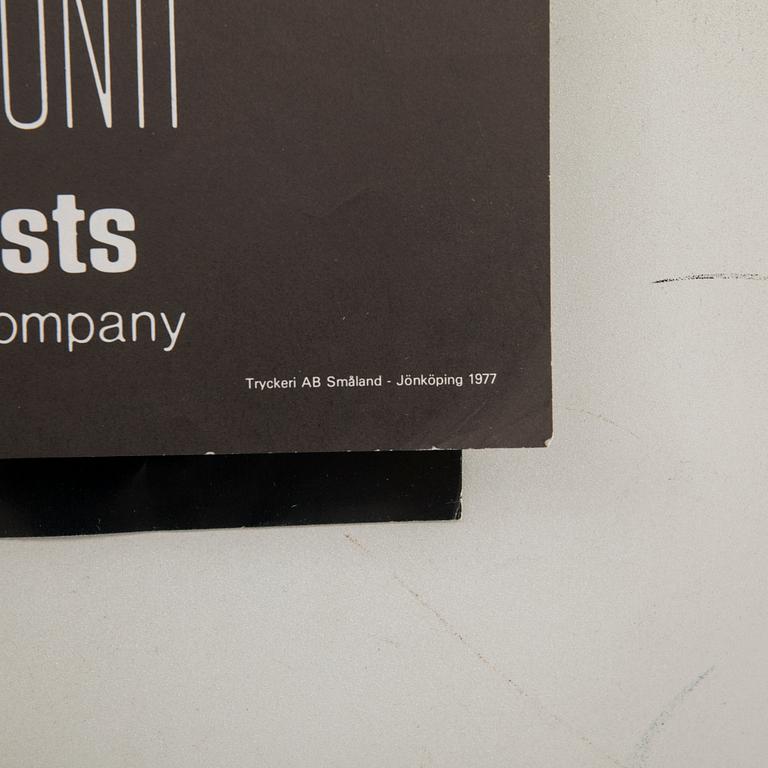 sts
ompany
Tryckeri AB Småland - Jönköping 1977